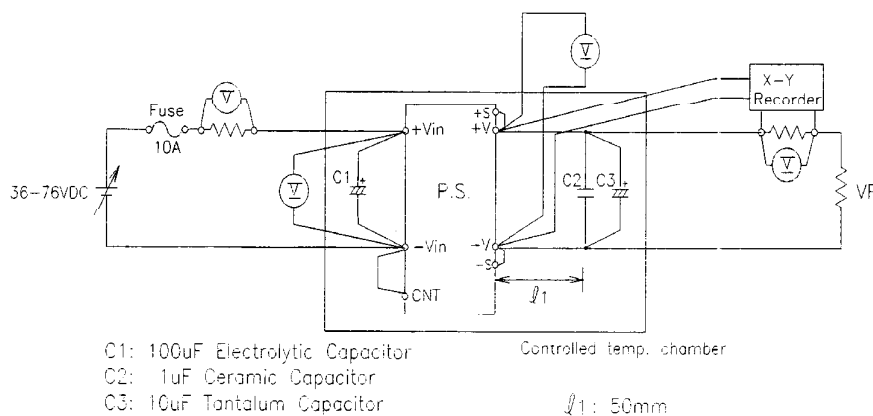 V
V
Fuse
10A
X-Y
Recorder
+S
+V
+Vin
V
36-76VDC
V
C1
+
P.S.
C2
C3
+
V
-Vin
-V
-S
CNT
ℓ1
C1: 100uF Electrolytic Capacitor
Controlled temp. chamber
C2: 1uF Ceramic Capacitor
C3: 10uF Tantalum Capacitor
ℓ1: 50mm